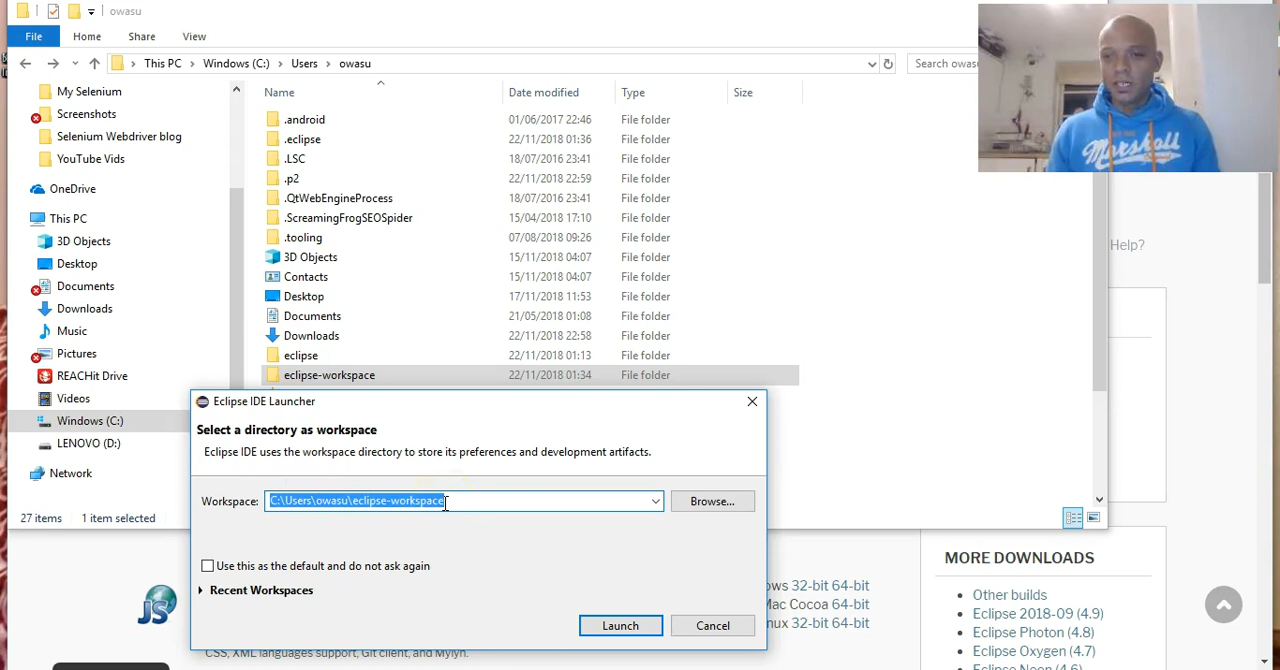 owasu
File Home Share View
This PC Windows (C:) Users owasu
Search owasu
Name Date modified Type Size
My Selenium
Screenshots
Selenium Webdriver blog
YouTube Vids
OneDrive
This PC
3D Objects
Desktop
Documents
Downloads
Music
Pictures
REACHit Drive
Videos
Windows (C:)
LENOVO (D:)
Network
.android 01/06/2017 22:46 File folder
.eclipse 22/11/2018 01:36 File folder
.LSC 18/07/2016 23:41 File folder
.p2 22/11/2018 22:59 File folder
.QtWebEngineProcess 18/07/2016 23:41 File folder
.ScreamingFrogSEOSpider 15/04/2018 17:10 File folder
.tooling 07/08/2018 09:26 File folder
3D Objects 15/11/2018 04:07 File folder
Contacts 15/11/2018 04:07 File folder
Desktop 17/11/2018 11:53 File folder
Documents 21/05/2018 01:08 File folder
Downloads 22/11/2018 22:58 File folder
eclipse 22/11/2018 01:13 File folder
eclipse-workspace 22/11/2018 01:34 File folder
27 items 1 item selected
Marshall
Help?
Eclipse IDE Launcher
Select a directory as workspace
Eclipse IDE uses the workspace directory to store its preferences and development artifacts.
Workspace: C:\Users\owasu\eclipse-workspace Browse...
Use this as the default and do not ask again
Recent Workspaces
Launch Cancel
JS
32-bit 64-bit
Mac Cocoa 64-bit
32-bit 64-bit
CSS, XML languages support, Git client, and Mylyn.
MORE DOWNLOADS
Other builds
Eclipse 2018-09 (4.9)
Eclipse Photon (4.8)
Eclipse Oxygen (4.7)
Eclipse Neon (4.6)